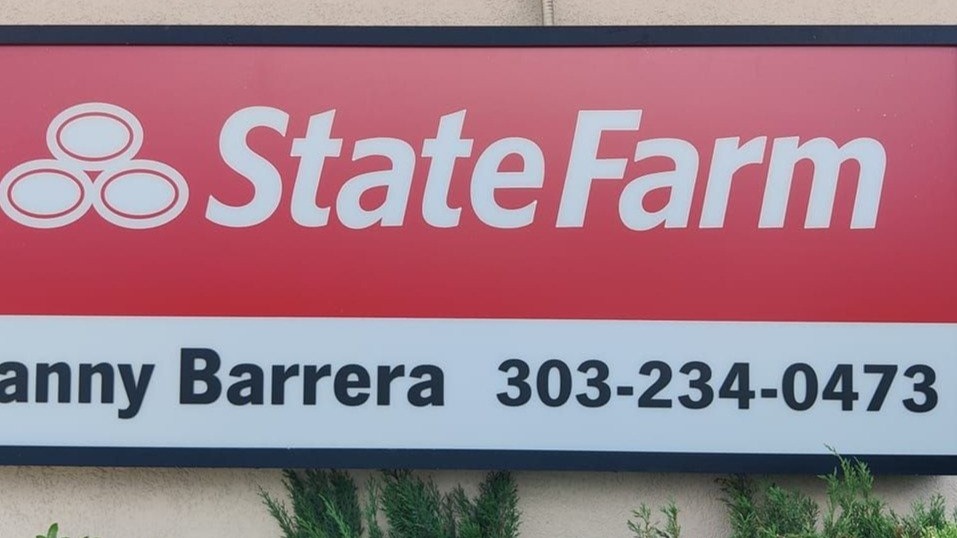 State Farm
anny Barrera 303-234-0473